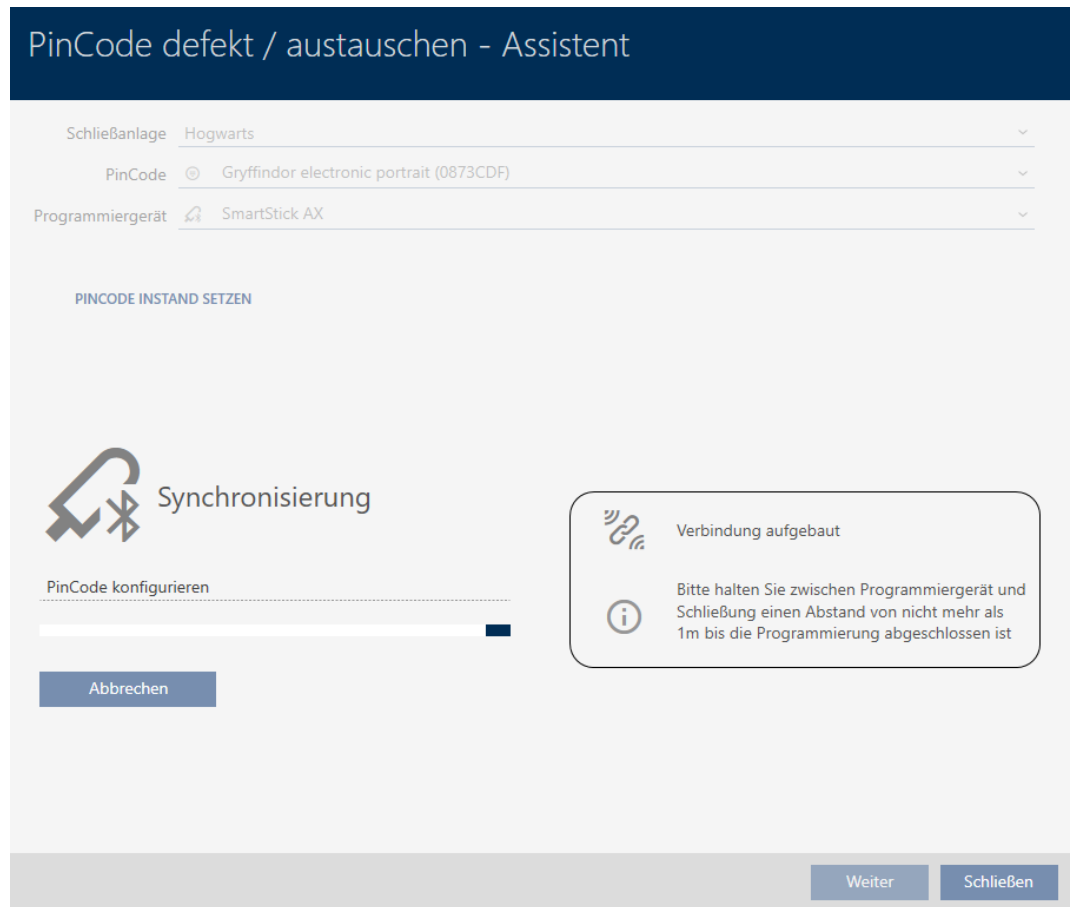 PinCode defekt / austauschen - Assistent
Schließanlage Hogwarts
PinCode Gryffindor electronic portrait (0873CDF)
Programmiergerät SmartStick AX
PINCODE INSTAND SETZEN
Synchronisierung
PinCode konfigurieren
Abbrechen
Verbindung aufgebaut
Bitte halten Sie zwischen Programmiergerät und
Schließung einen Abstand von nicht mehr als
1m bis die Programmierung abgeschlossen ist
Weiter
Schließen